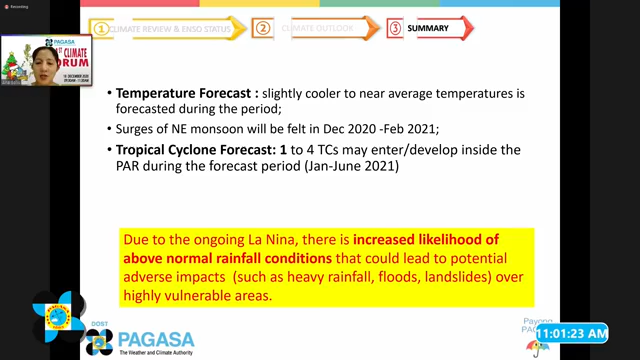 Recording
① CLIMATE REVIEW & ENSO STATUS
② CLIMATE OUTLOOK
③ SUMMARY
PAGASA
CLIMATE
FORUM
• Temperature Forecast : slightly cooler to near average temperatures is
forecasted during the period;
• Surges of NE monsoon will be felt in Dec 2020 -Feb 2021;
• Tropical Cyclone Forecast: 1 to 4 TCs may enter/develop inside the
PAR during the forecast period (Jan-June 2021)
Due to the ongoing La Nina, there is increased likelihood of
above normal rainfall conditions that could lead to potential
adverse impacts (such as heavy rainfall, floods, landslides) over
highly vulnerable areas.
DOST
PAGASA
The Weather and Climate Authority
Payong
11:01:23 AM